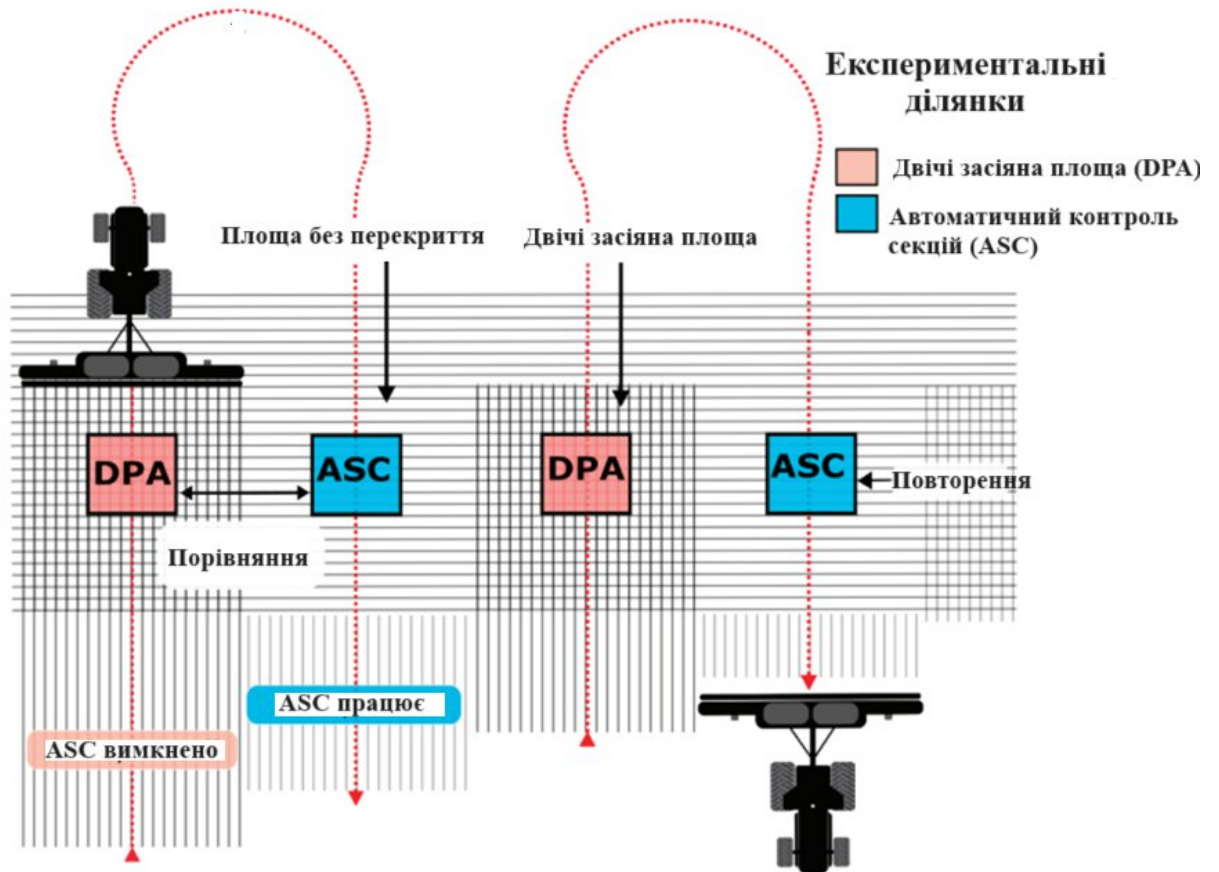 Експериментальні
ділянки
Двічі засіяна площа (DPA)
Автоматичний контроль
секцій (ASC)
Площа без перекриття
Двічі засіяна площа
DPA
ASC
DPA
ASC
Повторення
Порівняння
ASC працює
ASC вимкнено